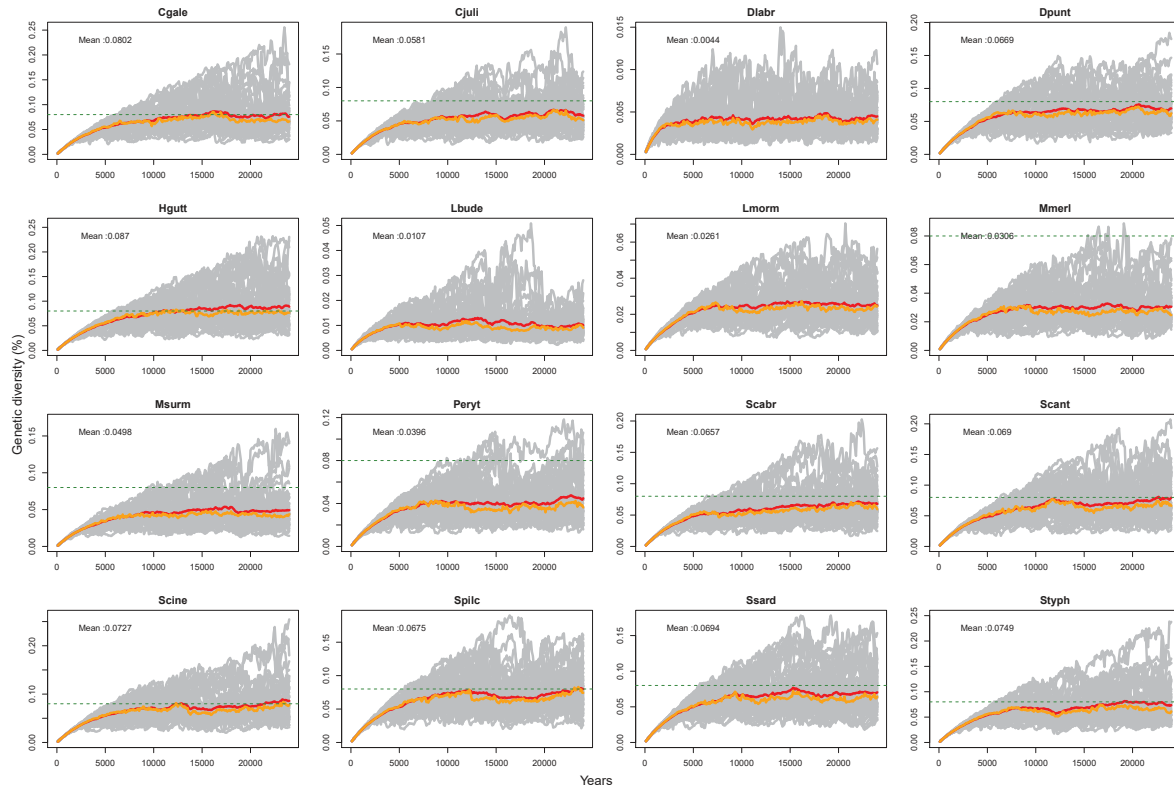 Cgale
Cjuli
Dlabr
Dpunt
Mean :0.0802
Mean :0.0581
Mean :0.0044
Mean :0.0669
0.00 0.05 0.10 0.15 0.20 0.25
0.00 0.05 0.10 0.15
0.000 0.005 0.010 0.015
0.00 0.05 0.10 0.15 0.20
0 5000 10000 15000 20000
0 5000 10000 15000 20000
0 5000 10000 15000 20000
0 5000 10000 15000 20000
Hgutt
Lbude
Lmorm
Mmerl
Mean :0.087
Mean :0.0107
Mean :0.0261
Mean :0.0306
0.00 0.05 0.10 0.15 0.20 0.25
0.00 0.01 0.02 0.03 0.04 0.05
0.00 0.02 0.04 0.06
0.00 0.02 0.04 0.06 0.08
0 5000 10000 15000 20000
0 5000 10000 15000 20000
0 5000 10000 15000 20000
0 5000 10000 15000 20000
Genetic diversity (%)
Msurm
Peryt
Scabr
Scant
Mean :0.0498
Mean :0.0396
Mean :0.0657
Mean :0.069
0.00 0.05 0.10 0.15
0.00 0.04 0.08 0.12
0.00 0.05 0.10 0.15 0.20
0.00 0.05 0.10 0.15 0.20
0 5000 10000 15000 20000
0 5000 10000 15000 20000
0 5000 10000 15000 20000
0 5000 10000 15000 20000
Scine
Spilc
Ssard
Styph
Mean :0.0727
Mean :0.0675
Mean :0.0694
Mean :0.0749
0.00 0.05 0.10 0.15 0.20
0.00 0.05 0.10 0.15
0.00 0.05 0.10 0.15
0.00 0.05 0.10 0.15 0.20
0 5000 10000 15000 20000
0 5000 10000 15000 20000
0 5000 10000 15000 20000
0 5000 10000 15000 20000
Years